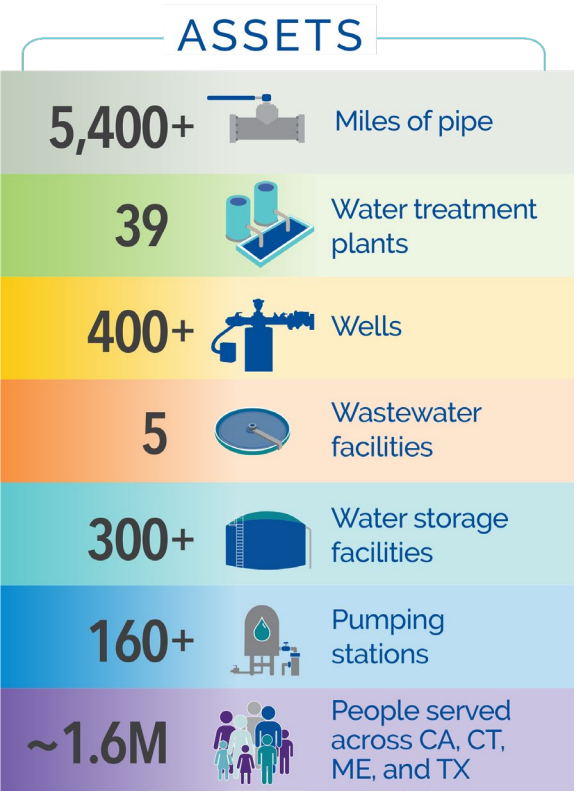 ASSETS
5,400+
Miles of pipe
39
Water treatment
plants
400+
Wells
5
Wastewater
facilities
300+
Water storage
facilities
160+
Pumping
stations
~1.6M
People served
across CA, CT,
ME, and TX